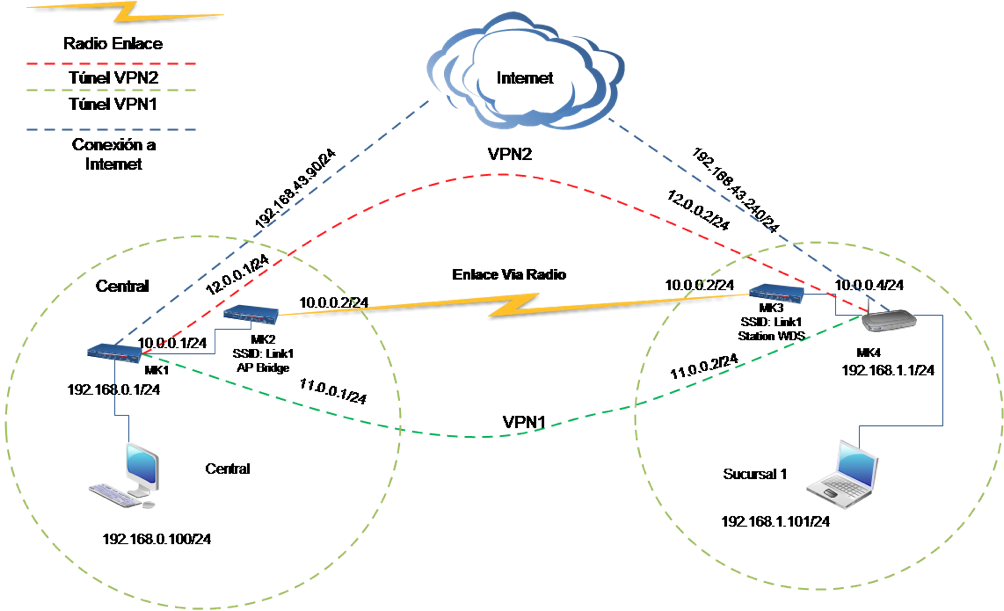 Radio Enlace
Túnel VPN2
Túnel VPN1
Conexión a
Internet
Internet
VPN2
192.168.43.90/24
192.168.43.240/24
12.0.0.1/24
12.0.0.2/24
Central
Enlace Via Radio
10.0.0.2/24
10.0.0.2/24
10.0.0.4/24
MK2
SSID: Link1
AP Bridge
MK3
SSID: Link1
Station WDS
10.0.0.1/24
MK1
MK4
192.168.0.1/24
192.168.1.1/24
11.0.0.1/24
11.0.0.2/24
VPN1
Central
Sucursal 1
192.168.0.100/24
192.168.1.101/24